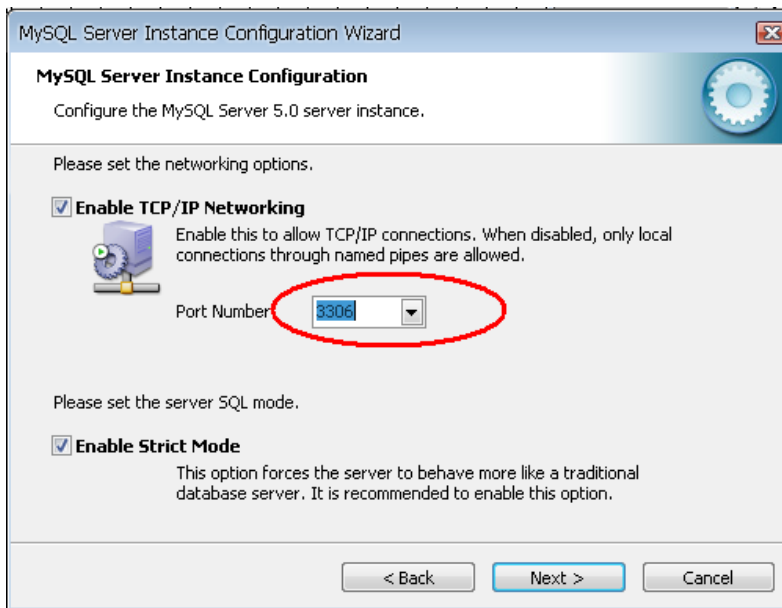 MySQL Server Instance Configuration Wizard
MySQL Server Instance Configuration
Configure the MySQL Server 5.0 server instance.
Please set the networking options.
Enable TCP/IP Networking
Enable this to allow TCP/IP connections. When disabled, only local
connections through named pipes are allowed.
Port Number 3306
Please set the server SQL mode.
Enable Strict Mode
This option forces the server to behave more like a traditional
database server. It is recommended to enable this option.
< Back Next > Cancel